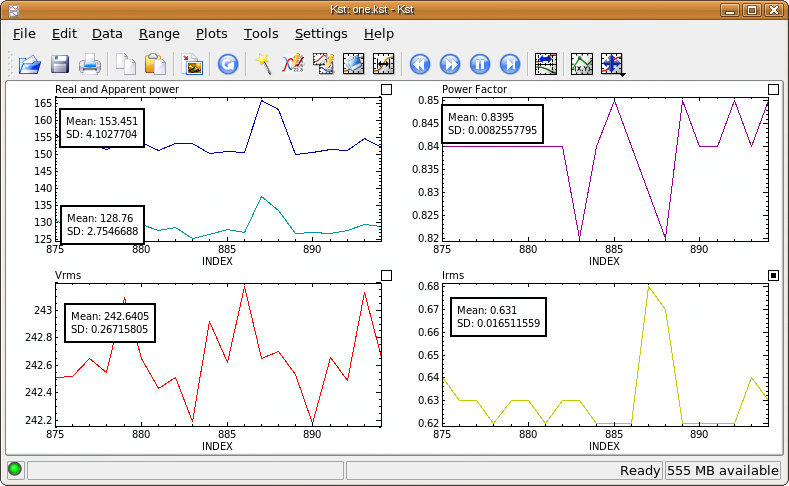 Kst: one.kst - Kst
File Edit Data Range Plots Tools Settings Help
Real and Apparent power
165
160
155
150
145
140
135
130
125
Mean: 153.451
SD: 4.1027704
Mean: 128.76
SD: 2.7546688
875 880 885 890
INDEX
Power Factor
0.85
0.845
0.84
0.835
0.83
0.825
0.82
Mean: 0.8395
SD: 0.0082557795
875 880 885 890
INDEX
Vrms
243
242.8
242.6
242.4
242.2
Mean: 242.6405
SD: 0.26715805
875 880 885 890
INDEX
Irms
0.68
0.67
0.66
0.65
0.64
0.63
0.62
Mean: 0.631
SD: 0.016511559
875 880 885 890
INDEX
Ready 555 MB available